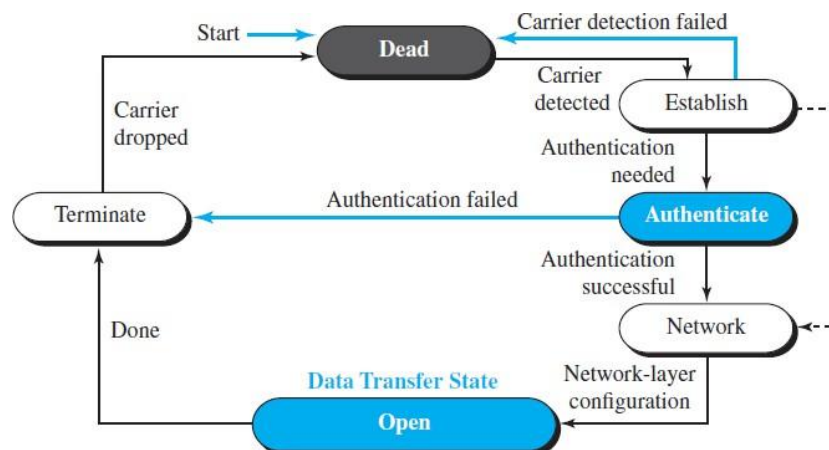 Start
Dead
Carrier detection failed
Carrier
detected
Establish
Carrier
dropped
Authentication
needed
Terminate
Authentication failed
Authenticate
Authentication
successful
Network
Done
Data Transfer State
Network-layer
configuration
Open